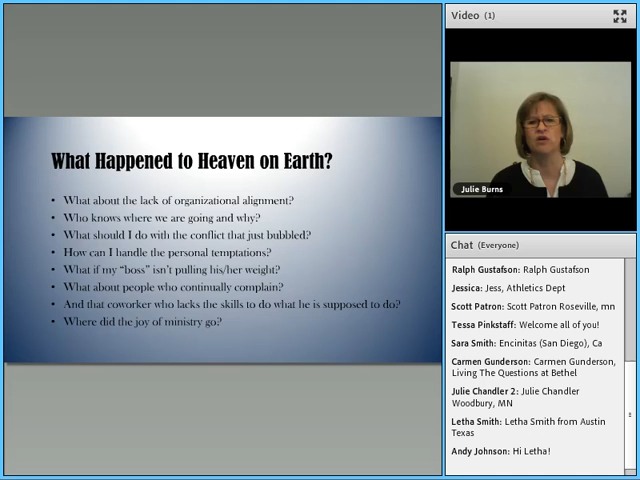 What Happened to Heaven on Earth?
• What about the lack of organizational alignment?
• Who knows where we are going and why?
• What should I do with the conflict that just bubbled?
• How can I handle the personal temptations?
• What if my “boss” isn’t pulling his/her weight?
• What about people who continually complain?
• And that coworker who lacks the skills to do what he is supposed to do?
• Where did the joy of ministry go?
Video (1)
Julie Burns
Chat (Everyone)
Ralph Gustafson: Ralph Gustafson
Jessica: Jess, Athletics Dept
Scott Patron: Scott Patron Roseville, mn
Tessa Pinkstaff: Welcome all of you!
Sara Smith: Encinitas (San Diego), Ca
Carmen Gunderson: Carmen Gunderson,
Living The Questions at Bethel
Julie Chandler 2: Julie Chandler
Woodbury, MN
Letha Smith: Letha Smith from Austin
Texas
Andy Johnson: Hi Letha!